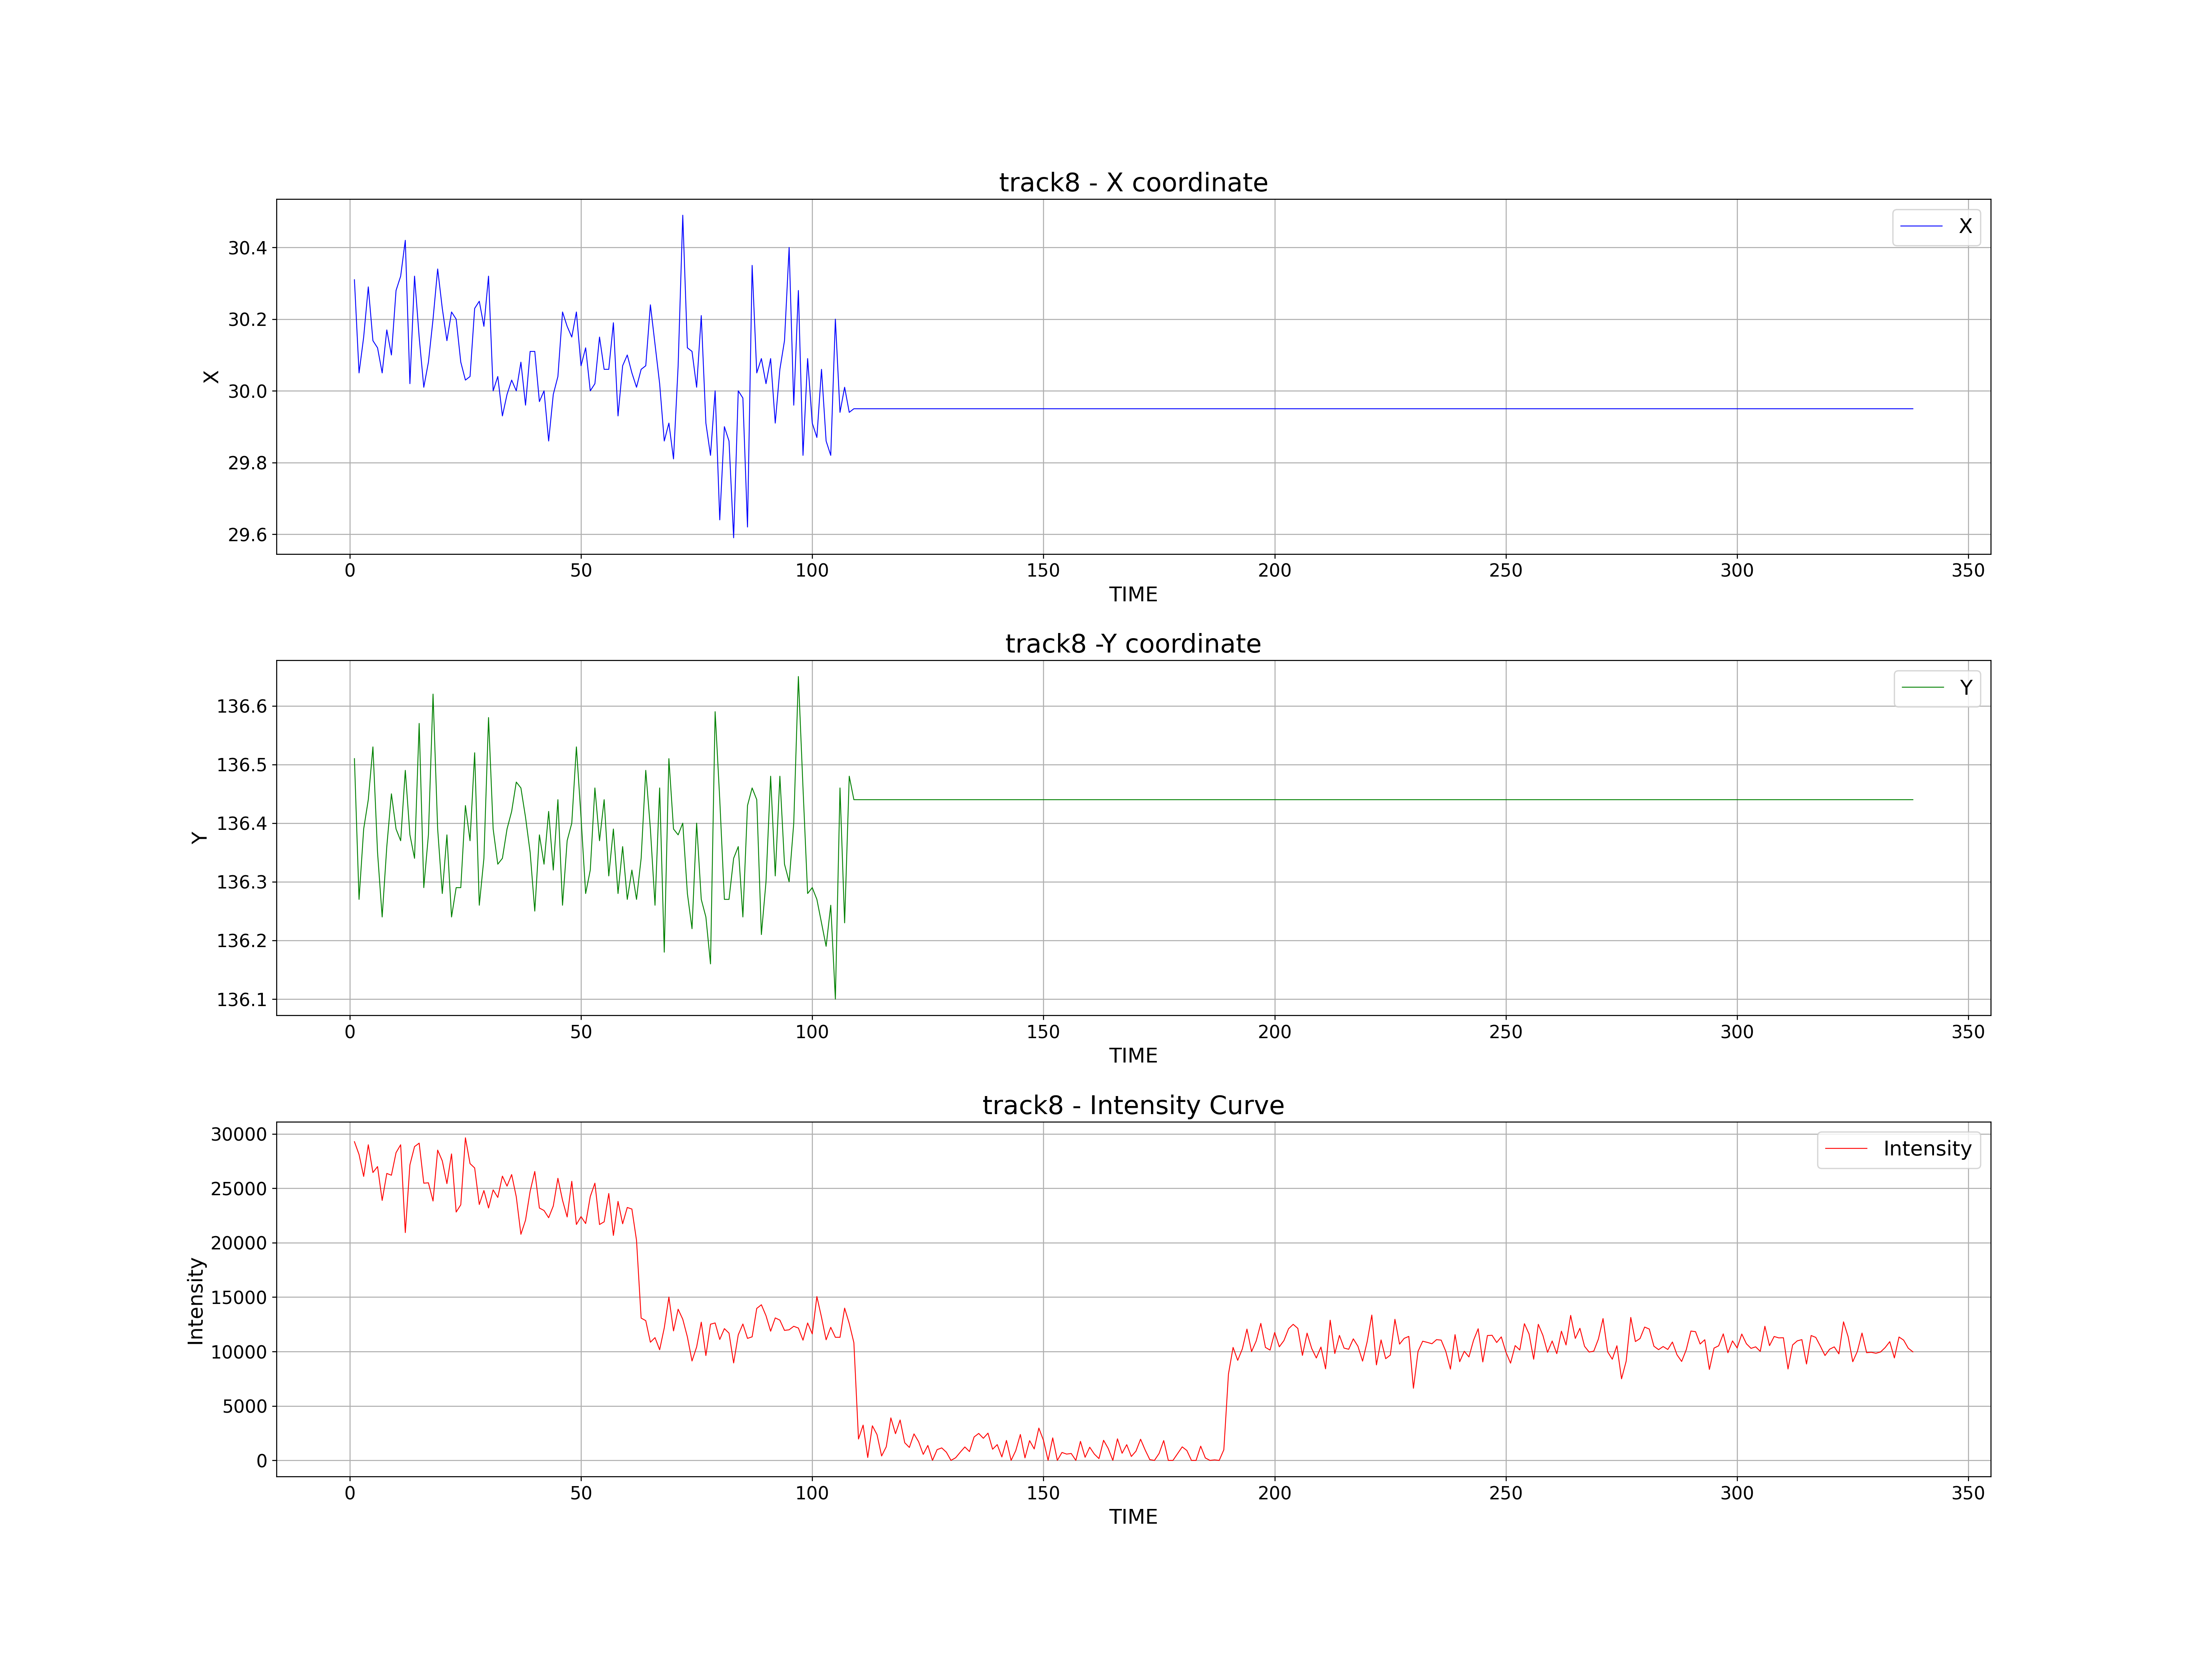 track8 - X coordinate
X
30.4
30.2
30.0
29.8
29.6
X
0 50 100 150 200 250 300 350
TIME
track8 -Y coordinate
Y
136.6
136.5
136.4
136.3
136.2
136.1
Y
0 50 100 150 200 250 300 350
TIME
track8 - Intensity Curve
Intensity
30000
25000
20000
15000
10000
5000
0
Intensity
0 50 100 150 200 250 300 350
TIME